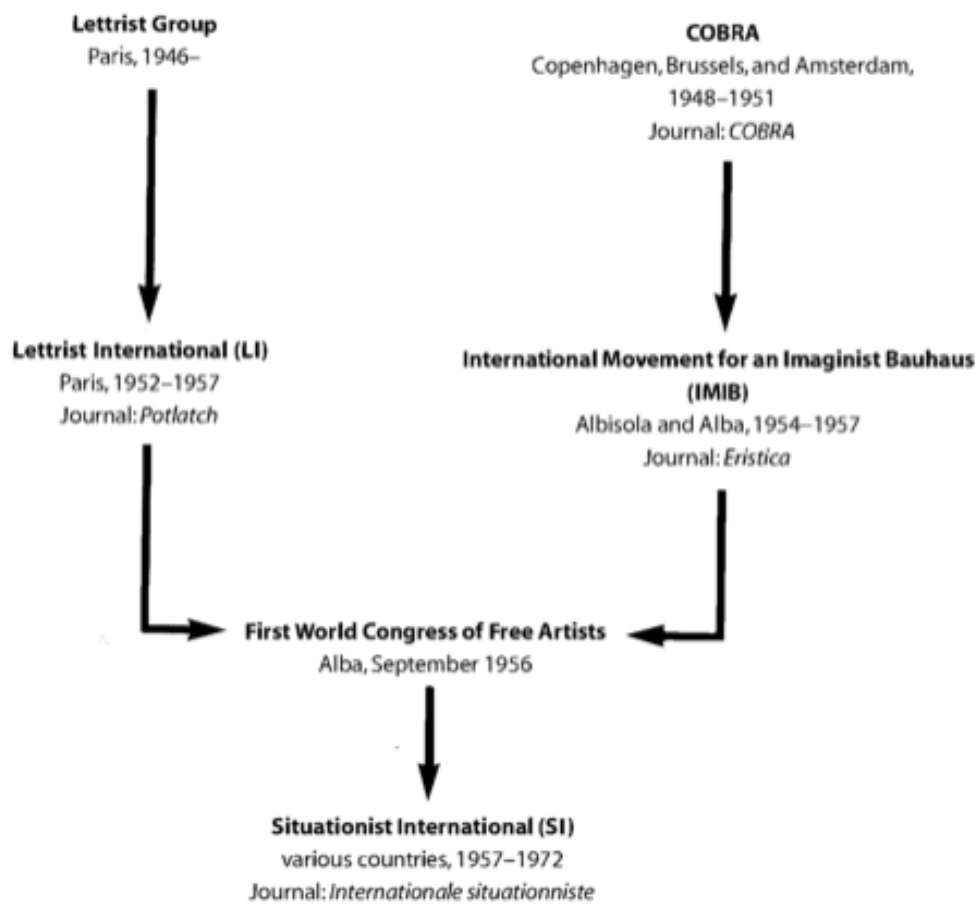 Lettrist Group
Paris, 1946–
COBRA
Copenhagen, Brussels, and Amsterdam,
1948–1951
Journal: COBRA
Lettrist International (LI)
Paris, 1952–1957
Journal: Potlatch
International Movement for an Imaginist Bauhaus
(IMIB)
Albisola and Alba, 1954–1957
Journal: Eristica
First World Congress of Free Artists
Alba, September 1956
Situationist International (SI)
various countries, 1957–1972
Journal: Internationale situationniste